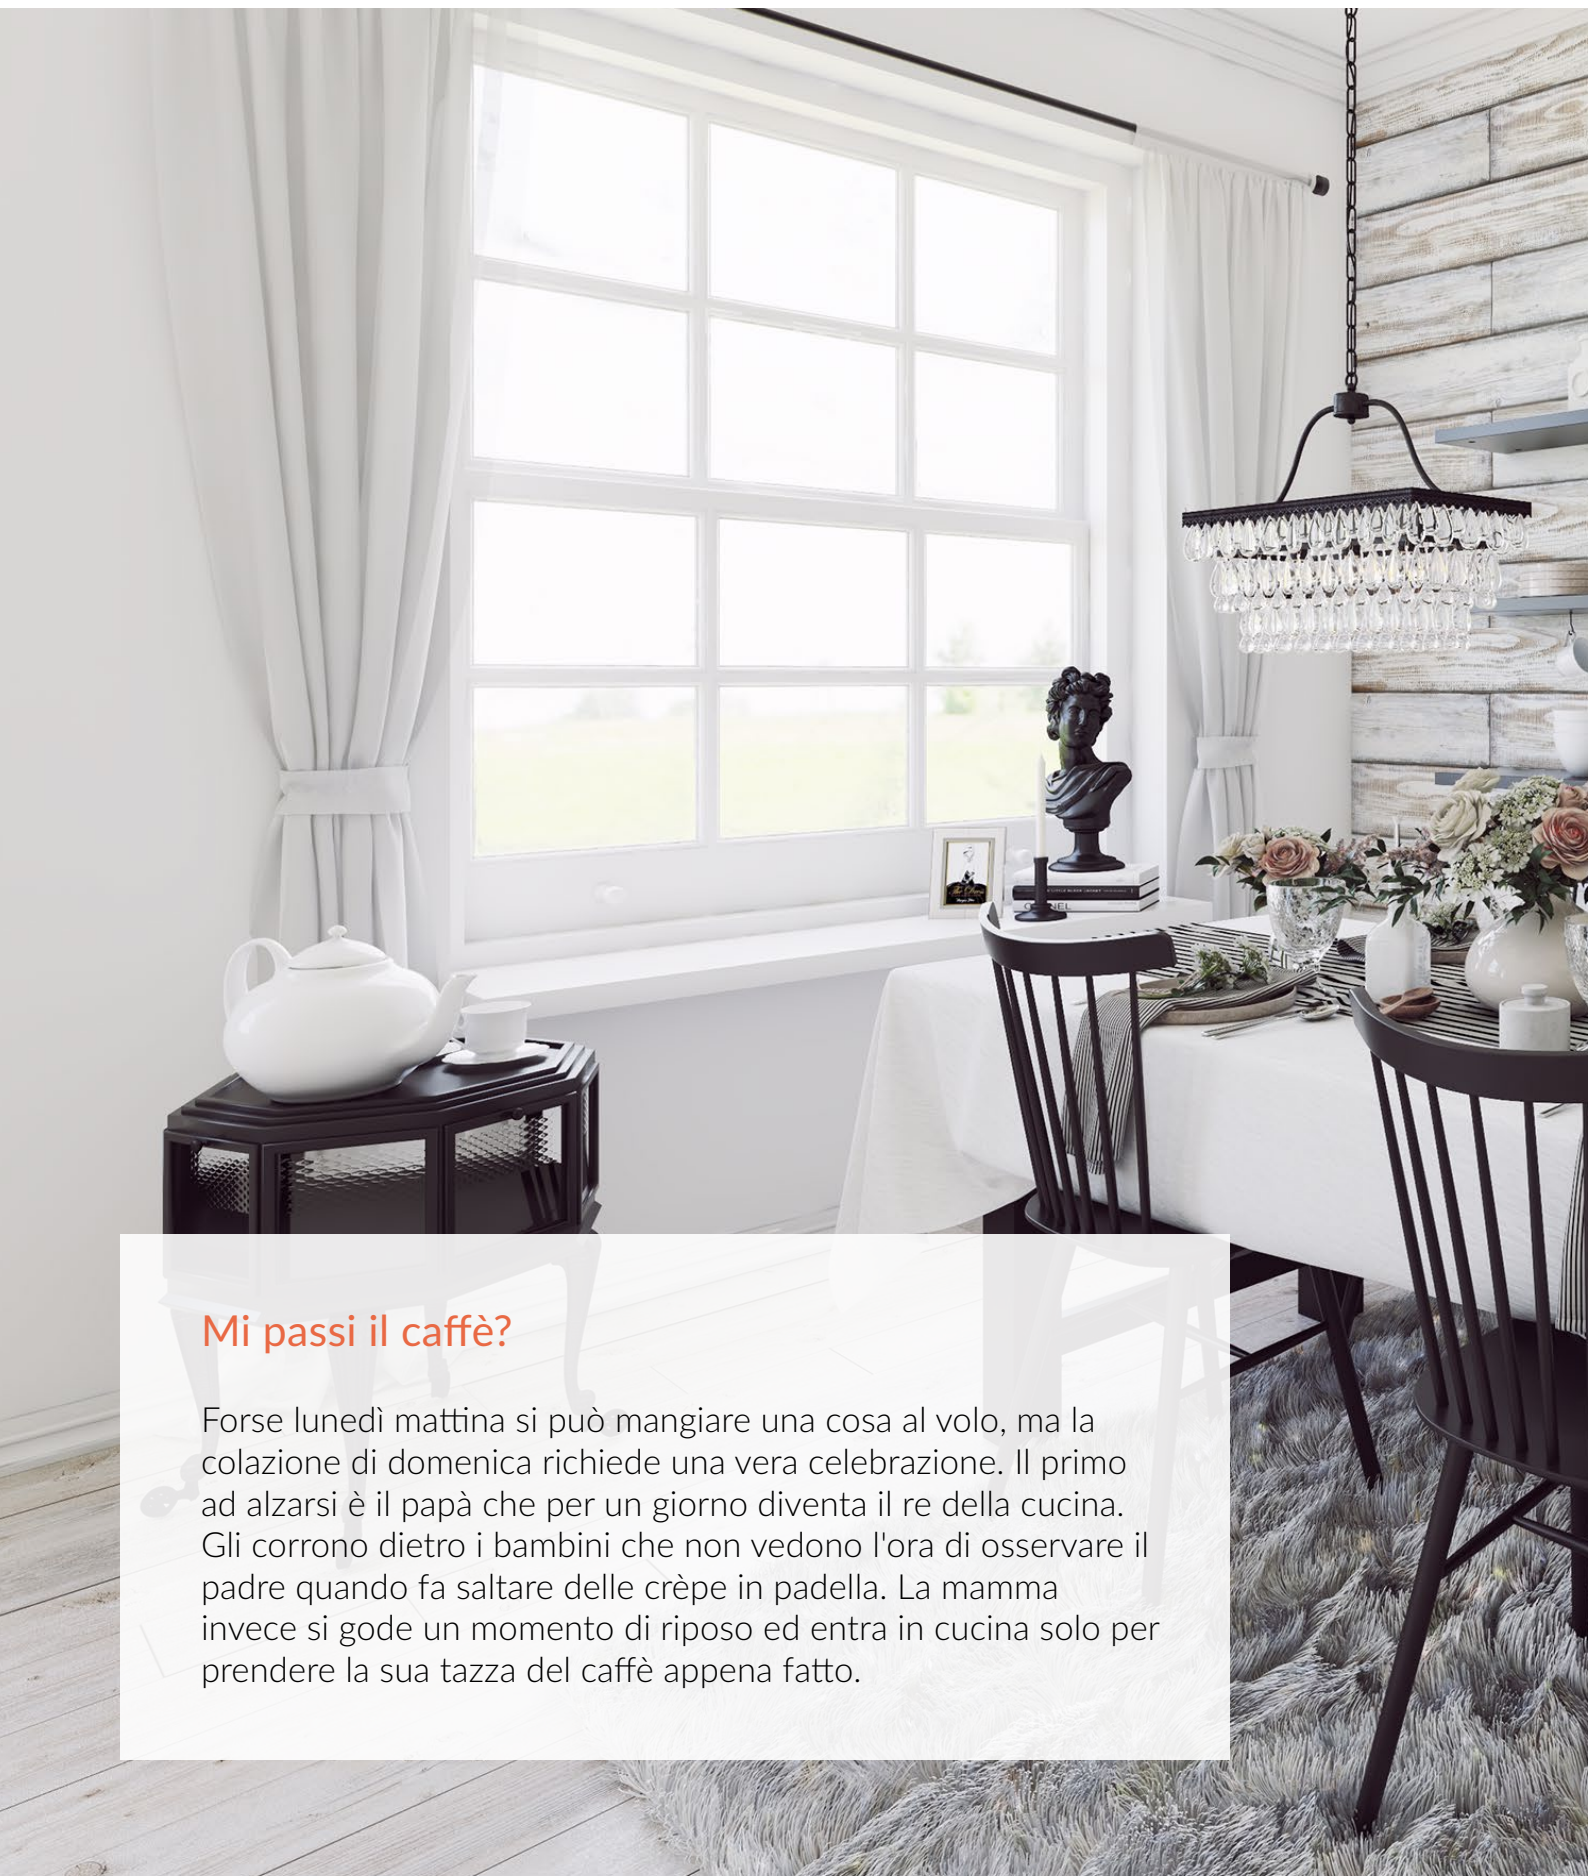 Mi passi il caffè?
Forse lunedì mattina si può mangiare una cosa al volo, ma la
colazione di domenica richiede una vera celebrazione. Il primo
ad alzarsi è il papà che per un giorno diventa il re della cucina.
Gli corrono dietro i bambini che non vedono l'ora di osservare il
padre quando fa saltare delle crèpe in padella. La mamma
invece si gode un momento di riposo ed entra in cucina solo per
prendere la sua tazza del caffè appena fatto.